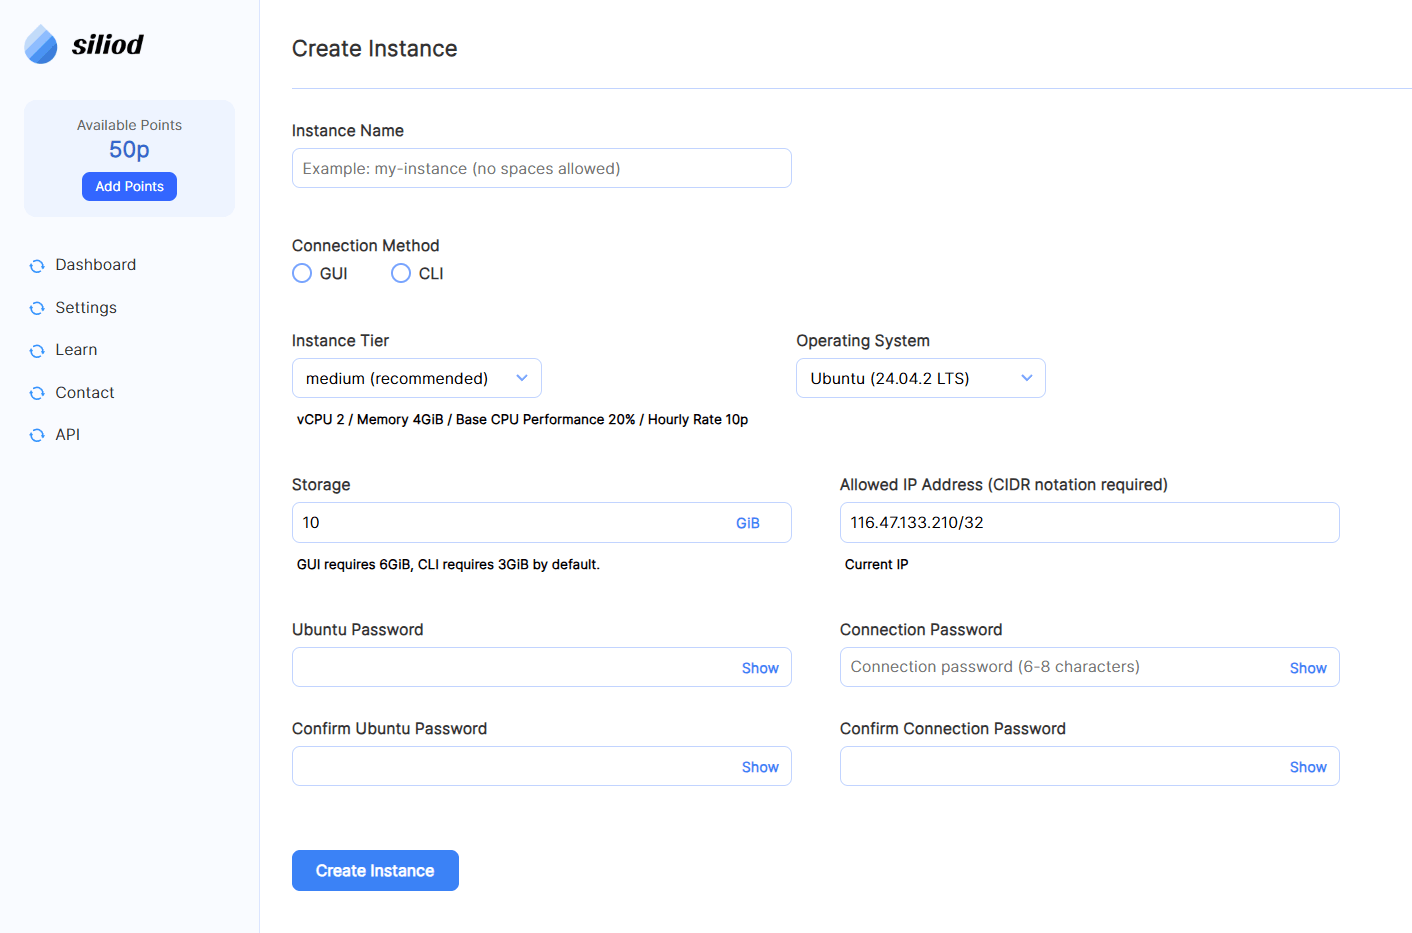 siliod
Available Points
50p
Add Points
Dashboard
Settings
Learn
Contact
API
Create Instance
Instance Name
Example: my-instance (no spaces allowed)
Connection Method
GUI CLI
Instance Tier
medium (recommended)
vCPU 2 / Memory 4GiB / Base CPU Performance 20% / Hourly Rate 10p
Operating System
Ubuntu (24.04.2 LTS)
Storage
10 GiB
GUI requires 6GiB, CLI requires 3GiB by default.
Allowed IP Address (CIDR notation required)
116.47.133.210/32
Current IP
Ubuntu Password
Show
Connection Password
Connection password (6-8 characters) Show
Confirm Ubuntu Password
Show
Confirm Connection Password
Show
Create Instance